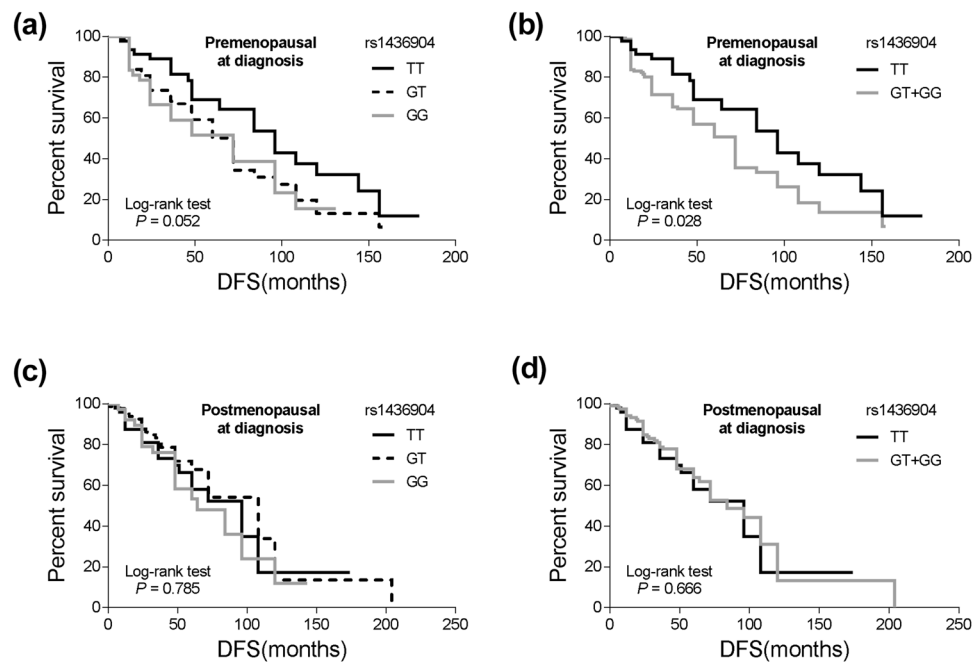 (a)
Premenopausal
at diagnosis
rs1436904
TT
GT
GG
Percent survival
100
80
60
40
20
0
Log-rank test
P = 0.052
0 50 100 150 200
DFS(months)
(b)
Premenopausal
at diagnosis
rs1436904
TT
GT+GG
Percent survival
100
80
60
40
20
0
Log-rank test
P = 0.028
0 50 100 150 200
DFS(months)
(c)
Postmenopausal
at diagnosis
rs1436904
TT
GT
GG
Percent survival
100
80
60
40
20
0
Log-rank test
P = 0.785
0 50 100 150 200 250
DFS(months)
(d)
Postmenopausal
at diagnosis
rs1436904
TT
GT+GG
Percent survival
100
80
60
40
20
0
Log-rank test
P = 0.666
0 50 100 150 200 250
DFS(months)